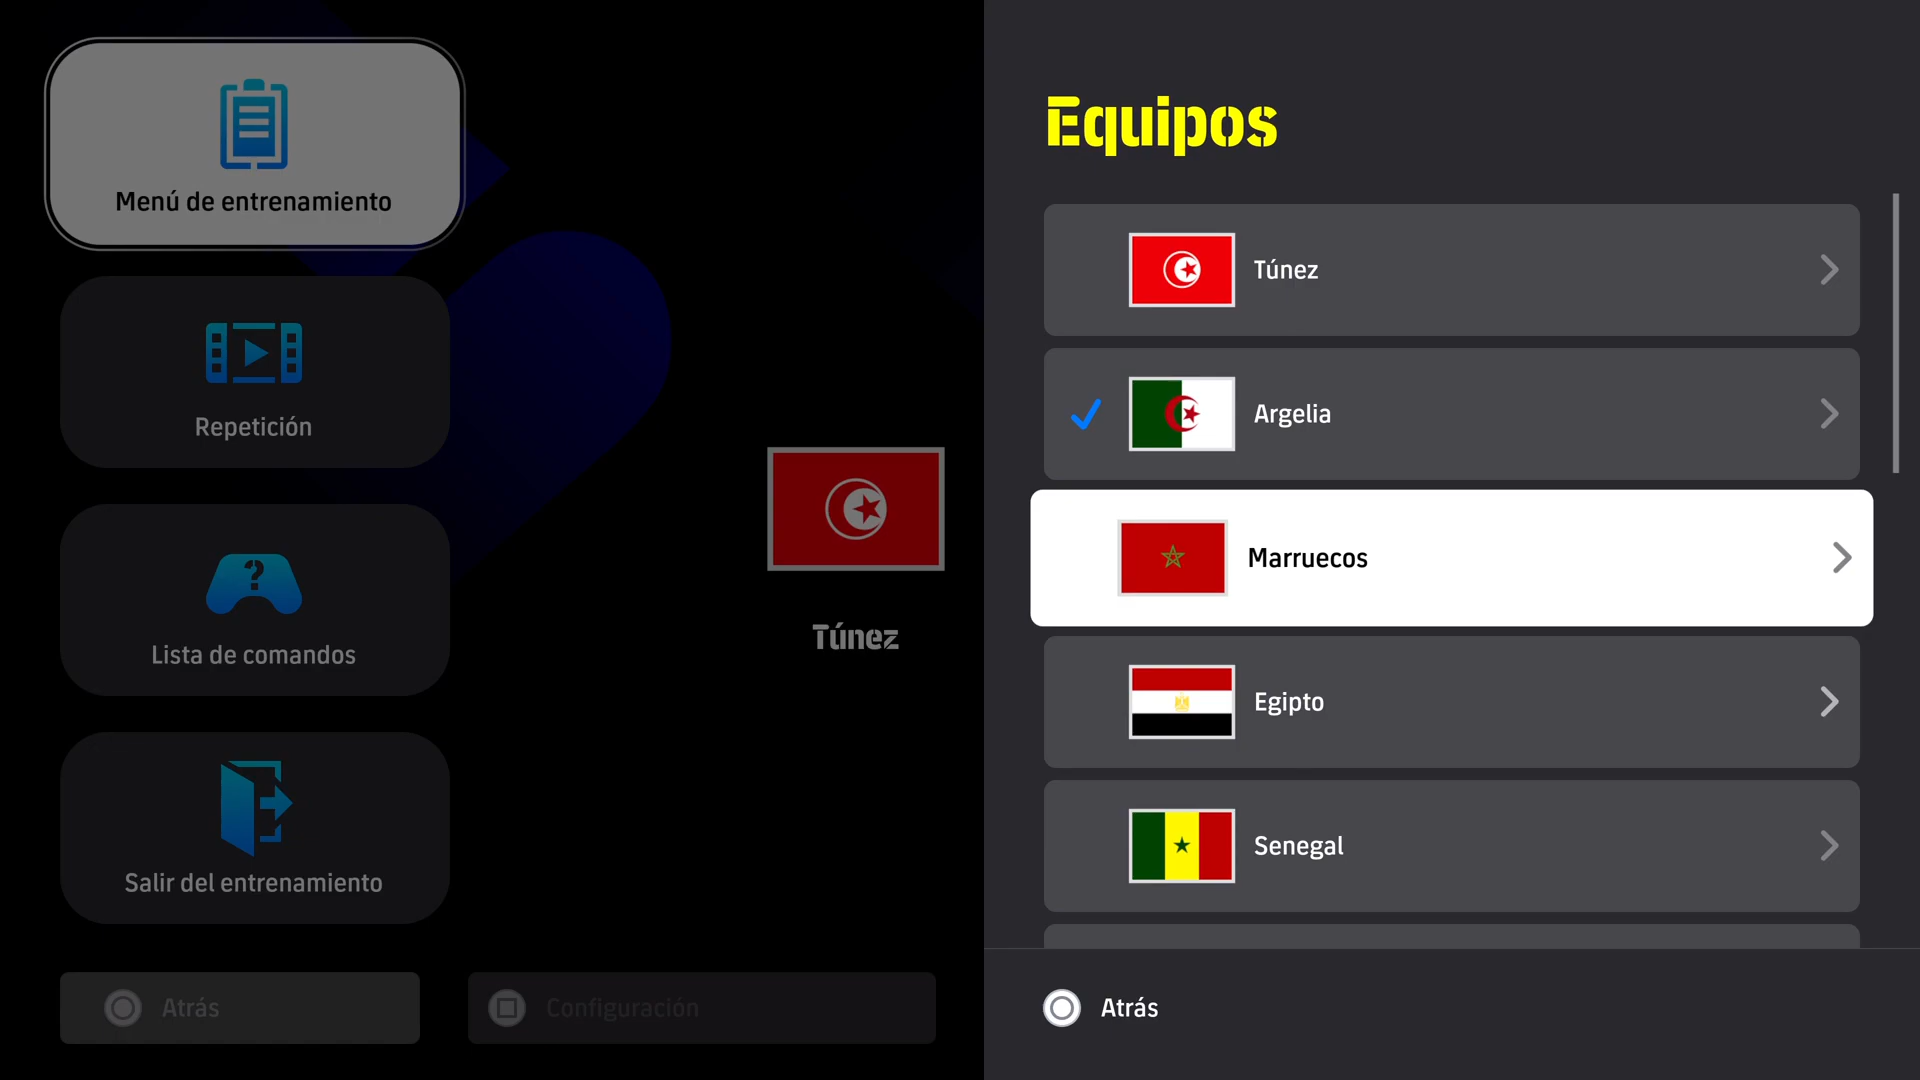 Menú de entrenamiento
Repetición
?
Lista de comandos
Salir del entrenamiento
Atrás
Configuración
Túnez
Equipos
Túnez
Argelia
Marruecos
Egipto
Senegal
Atrás